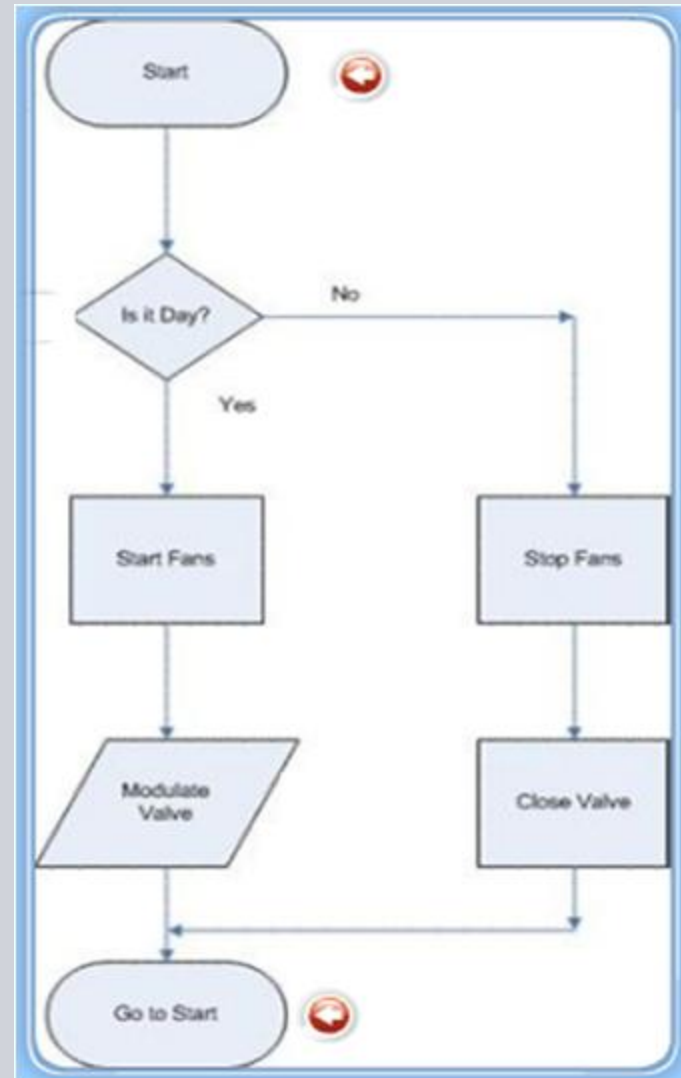 Start
Is it Day?
No
Yes
Start Fans
Stop Fans
Modulate
Valve
Close Valve
Go to Start